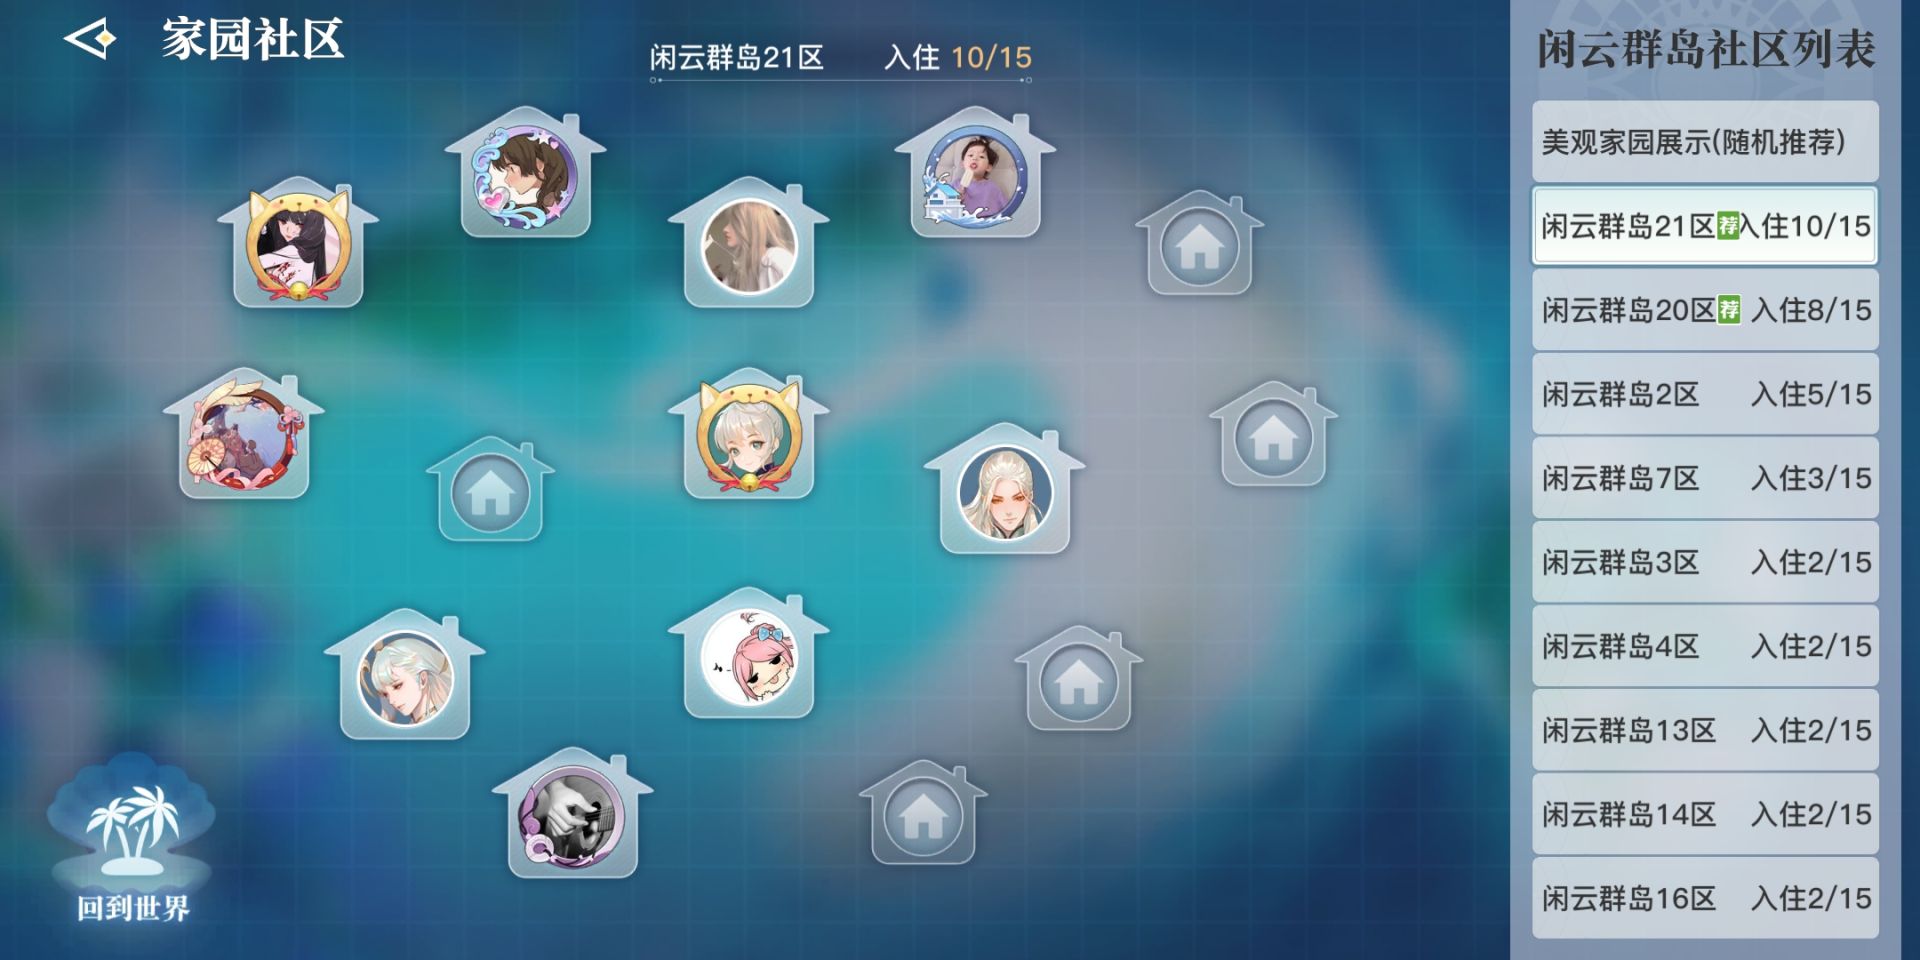 家园社区
闲云群岛21区 入住 10/15
回到世界
闲云群岛社区列表
美观家园展示(随机推荐)
闲云群岛21区荐入住10/15
闲云群岛20区荐 入住8/15
闲云群岛2区 入住5/15
闲云群岛7区 入住3/15
闲云群岛3区 入住2/15
闲云群岛4区 入住2/15
闲云群岛13区 入住2/15
闲云群岛14区 入住2/15
闲云群岛16区 入住2/15